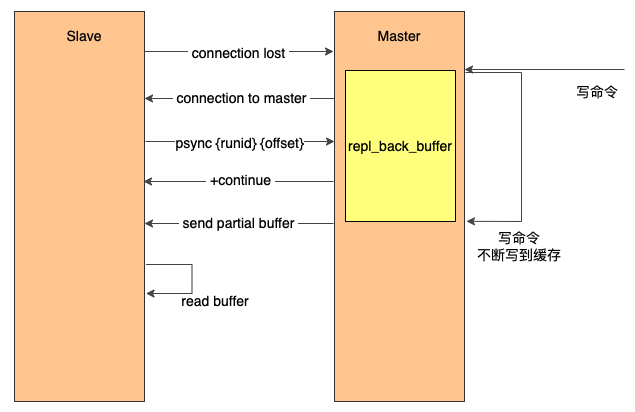 Slave
Master
connection lost
写命令
connection to master
psync {runid} {offset}
repl_back_buffer
+continue
send partial buffer
写命令
不断写到缓存
read buffer